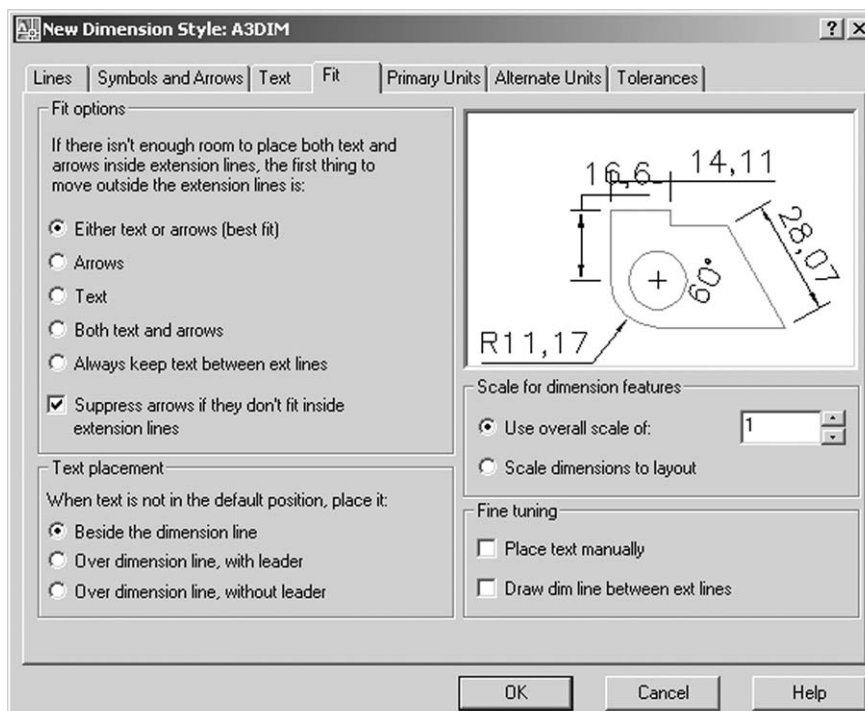 New Dimension Style: A3DIM
Lines
Symbols and Arrows
Text
Fit
Primary Units
Alternate Units
Tolerances
Fit options
If there isn't enough room to place both text and
arrows inside extension lines, the first thing to
move outside the extension lines is:
Either text or arrows (best fit)
Arrows
Text
Both text and arrows
Always keep text between ext lines
Suppress arrows if they don't fit inside
extension lines
Text placement
When text is not in the default position, place it:
Beside the dimension line
Over dimension line, with leader
Over dimension line, without leader
16,6
14,11
28,07
60°
R11,17
Scale for dimension features
Use overall scale of:
1
Scale dimensions to layout
Fine tuning
Place text manually
Draw dim line between ext lines
OK
Cancel
Help